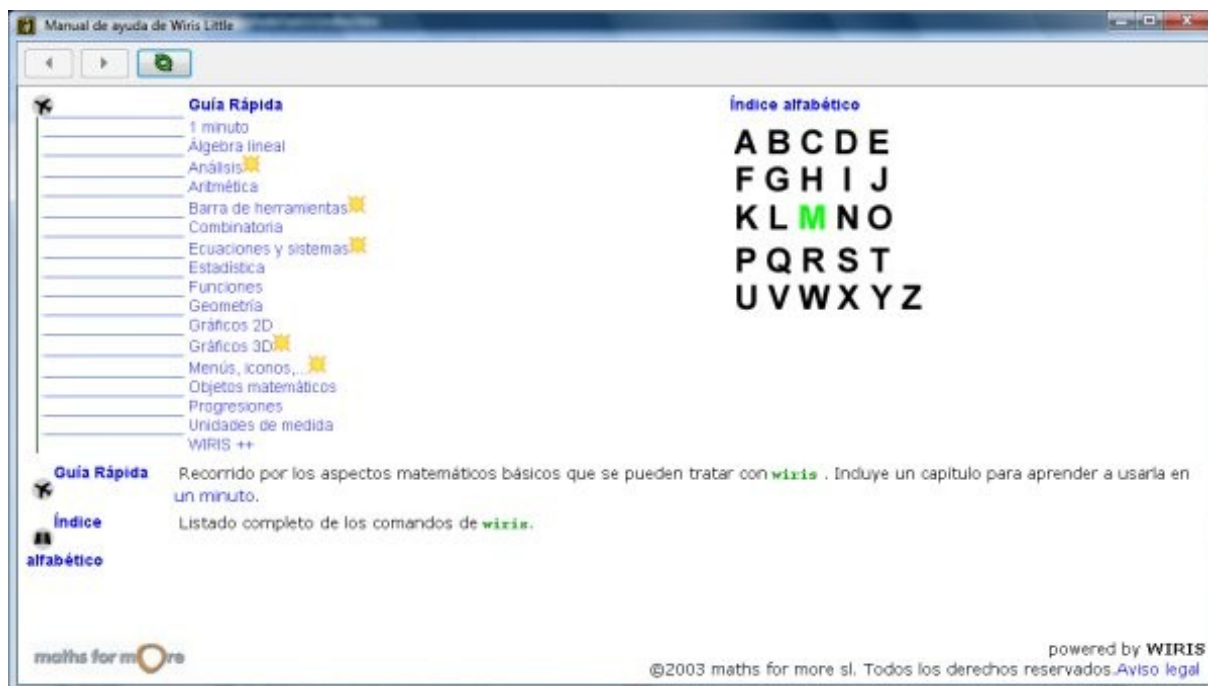 Manual de ayuda de Wiris Little
Guía Rápida
1 minuto
Álgebra lineal
Análisis
Aritmética
Barra de herramientas
Combinatoria
Ecuaciones y sistemas
Estadística
Funciones
Geometría
Gráficos 2D
Gráficos 3D
Menús, iconos,...
Objetos matemáticos
Progresiones
Unidades de medida
WIRIS ++
Índice alfabético
A B C D E
F G H I J
K L M N O
P Q R S T
U V W X Y Z
Guía Rápida Recorrido por los aspectos matemáticos básicos que se pueden tratar con wiris . Incluye un capítulo para aprender a usarla en
un minuto.
Índice Listado completo de los comandos de wiris.
alfabético
maths for more
powered by WIRIS
©2003 maths for more sl. Todos los derechos reservados.Aviso legal